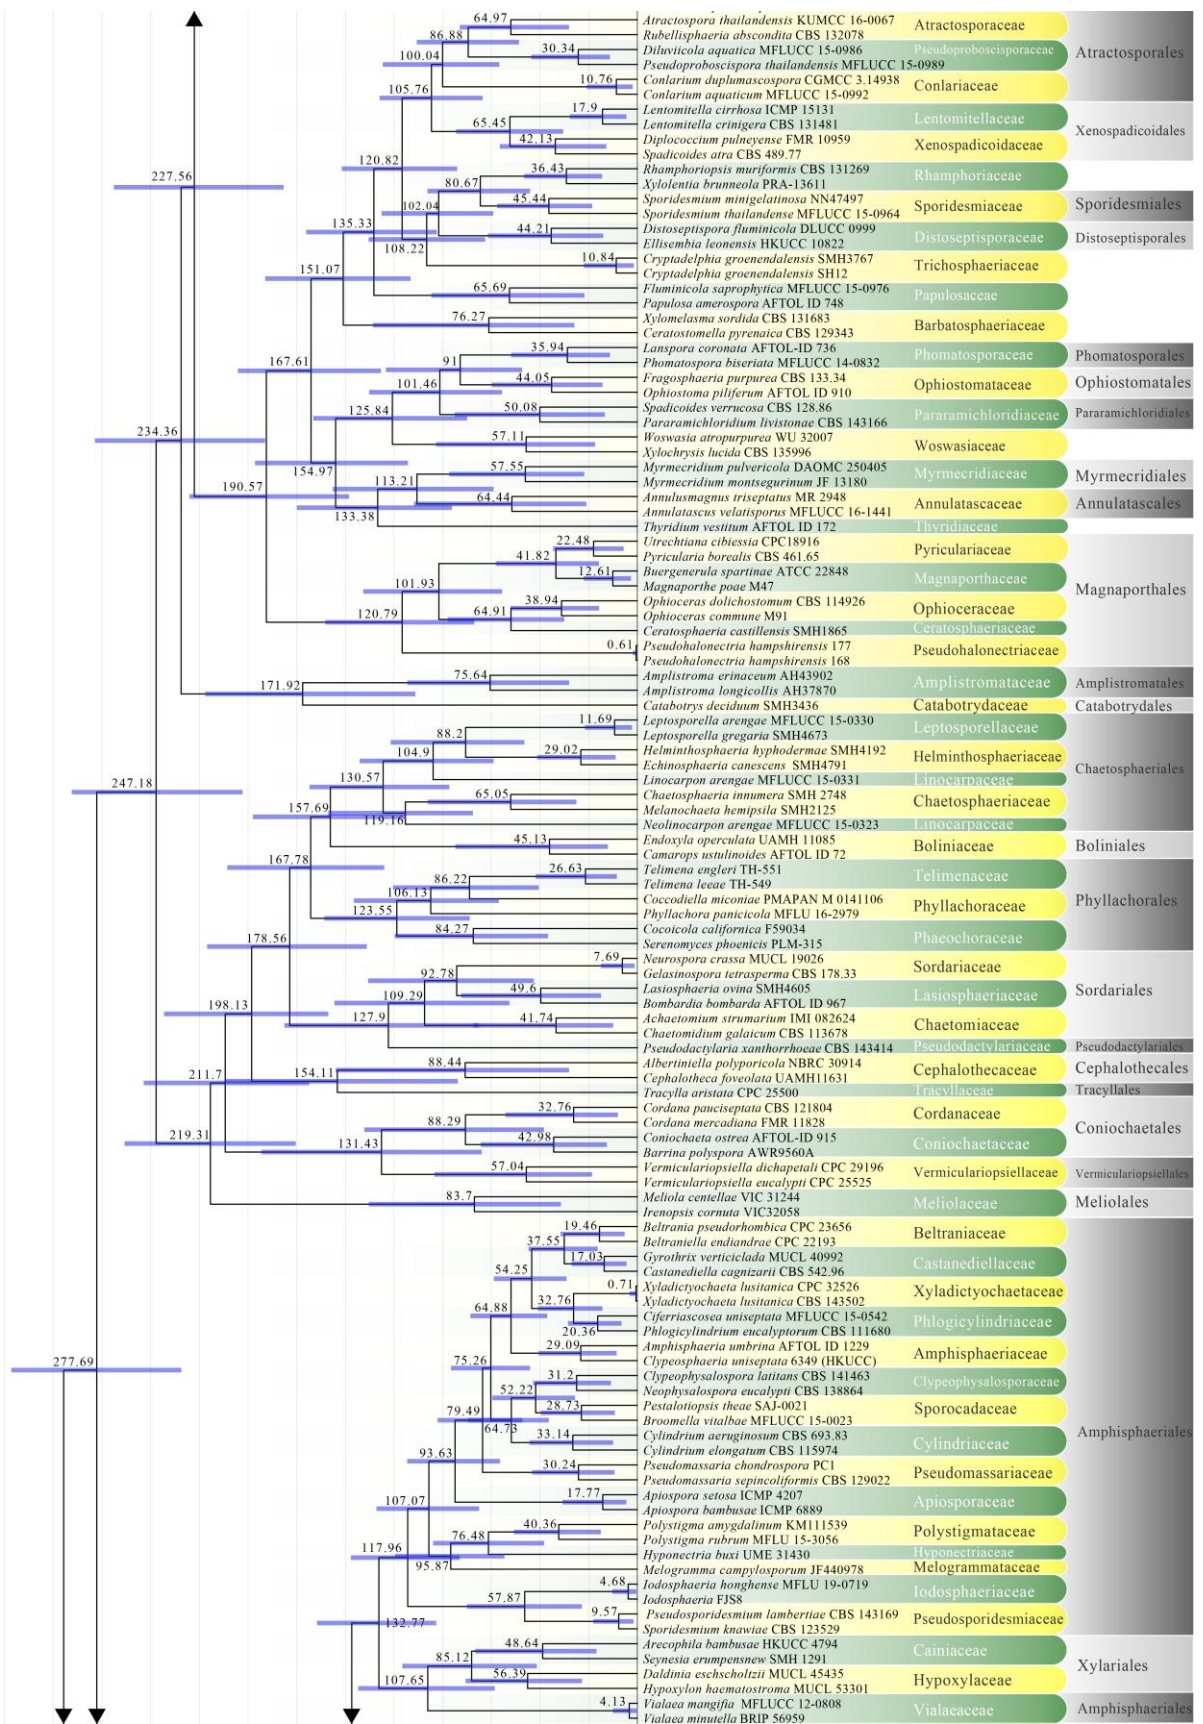 64.97
Atractospora thailandensis KUMCC 16-0067
Rubellisphaeria abscondita CBS 132078
Atractosporaceae
86.88
30.34
Diluviicola aquatica MFLUCC 15-0986
Pseudoproboscispora thailandensis MFLUCC 15-0989
Pseudoproboscisporaceae
Atractosporales
100.04
10.76
Conlarium duplumascospora CGMCC 3.14938
Conlarium aquaticum MFLUCC 15-0992
Conlariaceae
105.76
17.9
Lentomitella cirrhosa ICMP 15131
Lentomitella crinigera CBS 131481
Lentomitellaceae
65.45
Xenospadicoidales
42.13
Diplococcium pulneyense FMR 10959
Spadicoides atra CBS 489.77
Xenospadicoidaceae
120.82
36.43
Rhamphoriopsis muriformis CBS 131269
Xylolentia brunneola PRA-13611
Rhamphoriaceae
227.56
80.67
45.44
Sporidesmium minigelatinosa NN47497
Sporidesmium thailandense MFLUCC 15-0964
Sporidesmiaceae
Sporidesmiales
102.04
135.33
44.21
Distoseptispora fluminicola DLUCC 0999
Ellisembia leonensis HKUCC 10822
Distoseptisporaceae
Distoseptisporales
108.22
10.84
Cryptadelphia groenendalensis SMH3767
Cryptadelphia groenendalensis SH12
Trichosphaeriaceae
151.07
65.69
Fluminicola saprophytica MFLUCC 15-0976
Papulosa amerospora AFTOL ID 748
Papulosaceae
76.27
Xylomelasma sordida CBS 131683
Ceratostomella pyrenaica CBS 129343
Barbatosphaeriaceae
167.61
91
35.94
Lanspora coronata AFTOL-ID 736
Phomatospora biseriata MFLUCC 14-0832
Phomatosporaceae
Phomatosporales
101.46
44.05
Fragosphaeria purpurea CBS 133.34
Ophiostoma piliferum AFTOL ID 910
Ophiostomataceae
Ophiostomatales
125.84
50.08
Spadicoides verrucosa CBS 128.86
Pararamichloridium livistonae CBS 143166
Pararamichloridiaceae
Pararamichloridiales
234.36
57.11
Woswasia atropurpurea WU 32007
Xylochrysis lucida CBS 135996
Woswasiaceae
154.97
57.55
Myrmecridium pulvericola DAOMC 250405
Myrmecridium montsegurinum JF 13180
Myrmecridiaceae
Myrmecridiales
190.57
113.21
64.44
Annulusmagnus triseptatus MR 2948
Annulatascus velatisporus MFLUCC 16-1441
Annulatascaceae
Annulatascales
133.38
Thyridium vestitum AFTOL ID 172
Thyridiaceae
22.48
Utrechtiana cibiessia CPC18916
Pyricularia borealis CBS 461.65
Pyriculariaceae
41.82
12.61
Buergenerula spartinae ATCC 22848
Magnaporthe poae M47
Magnaporthaceae
Magnaporthales
101.93
38.94
Ophioceras dolichostomum CBS 114926
Ophioceras commune M91
Ophioceraceae
120.79
64.91
Ceratosphaeria castillensis SMH1865
Ceratosphaeriaceae
0.61
Pseudohalonectria hampshirensis 177
Pseudohalonectria hampshirensis 168
Pseudohalonectriaceae
171.92
75.64
Amplistroma erinaceum AH43902
Amplistroma longicollis AH37870
Amplistromataceae
Amplistromatales
Catabotrys deciduum SMH3436
Catabotrydaceae
Catabotrydales
11.69
Leptosporella arengae MFLUCC 15-0330
Leptosporella gregaria SMH4673
Leptosporellaceae
88.2
29.02
Helminthosphaeria hyphodermae SMH4192
Echinosphaeria canescens SMH4791
Helminthosphaeriaceae
104.9
Chaetosphaeriales
Linocarpon arengae MFLUCC 15-0331
Linocarpaceae
247.18
130.57
65.05
Chaetosphaeria innumera SMH 2748
Melanochaeta hemipsila SMH2125
Chaetosphaeriaceae
157.69
119.16
Neolinocarpon arengae MFLUCC 15-0323
Linocarpaceae
45.13
Endoxyla operculata UAMH 11085
Camarops ustulinoides AFTOL ID 72
Boliniaceae
Boliniales
167.78
26.63
Telimena engleri TH-551
Telimena leeae TH-549
Telimenaceae
86.22
106.13
Coccodiella miconiae PMAPAN M 0141106
Phyllachora panicicola MFLU 16-2979
Phyllachoraceae
Phyllachorales
123.55
84.27
Cocoicola californica F59034
Serenomyces phoenicis PLM-315
Phaeochoraceae
178.56
7.69
Neurospora crassa MUCL 19026
Gelasinospora tetrasperma CBS 178.33
Sordariaceae
92.78
49.6
Lasiosphaeria ovina SMH4605
Bombardia bombarda AFTOL ID 967
Lasiosphaeriaceae
Sordariales
198.13
109.29
127.9
41.74
Achaetomium strumarium IMI 082624
Chaetomidium galaicum CBS 113678
Chaetomiaceae
Pseudodactylaria xanthorrhoeae CBS 143414
Pseudodactylariaceae
Pseudodactylariales
88.44
Albertiniella polyporicola NBRC 30914
Cephalotheca foveolata UAMH11631
Cephalothecaceae
Cephalothecales
211.7
154.11
Tracylla aristata CPC 25500
Tracyllaceae
Tracyllales
32.76
Cordana pauciseptata CBS 121804
Cordana mercadiana FMR 11828
Cordanaceae
88.29
Coniochaetales
219.31
42.98
Coniochaeta ostrea AFTOL-ID 915
Barrina polyspora AWR9560A
Coniochaetaceae
131.43
57.04
Vermiculariopsiella dichapetali CPC 29196
Vermiculariopsiella eucalypti CPC 25525
Vermiculariopsiellaceae
Vermiculariopsiellales
83.7
Meliola centellae VIC 31244
Irenopsis cornuta VIC32058
Meliolaceae
Meliolales
19.46
Beltrania pseudorhombica CPC 23656
Beltraniella endiandrae CPC 22193
Beltraniaceae
37.55
17.03
Gyrothrix verticiclada MUCL 40992
Castanediella cagnizarii CBS 542.96
Castanediellaceae
54.25
0.71
Xyladictyochaeta lusitanica CPC 32526
Xyladictyochaeta lusitanica CBS 143502
Xyladictyochaetaceae
32.76
64.88
20.36
Ciferriascosea uniseptata MFLUCC 15-0542
Phlogicylindrium eucalyptorum CBS 111680
Phlogicylindriaceae
29.09
Amphisphaeria umbrina AFTOL ID 1229
Clypeosphaeria uniseptata 6349 (HKUCC)
Amphisphaeriaceae
277.69
75.26
31.2
Clypeophysalospora latitans CBS 141463
Neophysalospora eucalypti CBS 138864
Clypeophysalosporaceae
52.22
28.73
Pestalotiopsis theae SAJ-0021
Broomella vitalbae MFLUCC 15-0023
Sporocadaceae
79.49
64.73
33.14
Cylindrium aeruginosum CBS 693.83
Cylindrium elongatum CBS 115974
Cylindriaceae
Amphisphaeriales
93.63
30.24
Pseudomassaria chondrospora PC1
Pseudomassaria sepincoliformis CBS 129022
Pseudomassariaceae
107.07
17.77
Apiospora setosa ICMP 4207
Apiospora bambusae ICMP 6889
Apiosporaceae
40.36
Polystigma amygdalinum KM111539
Polystigma rubrum MFLU 15-3056
Polystigmataceae
76.48
117.96
Hyponectria buxi UME 31430
Hyponectriaceae
95.87
Melogramma campylosporum JF440978
Melogrammataceae
4.68
Iodosphaeria honghense MFLU 19-0719
Iodosphaeria FJS8
Iodosphaeriaceae
57.87
9.57
Pseudosporidesmium lambertiae CBS 143169
Sporidesmium knawiae CBS 123529
Pseudosporidesmiaceae
132.77
48.64
Arecophila bambusae HKUCC 4794
Seynesia erumpensnew SMH 1291
Cainiaceae
85.12
Xylariales
56.39
Daldinia eschscholtzii MUCL 45435
Hypoxylon haematostroma MUCL 53301
Hypoxylaceae
107.65
4.13
Vialaea mangifia MFLUCC 12-0808
Vialaea minutella BRIP 56959
Vialaeaceae
Amphisphaeriales